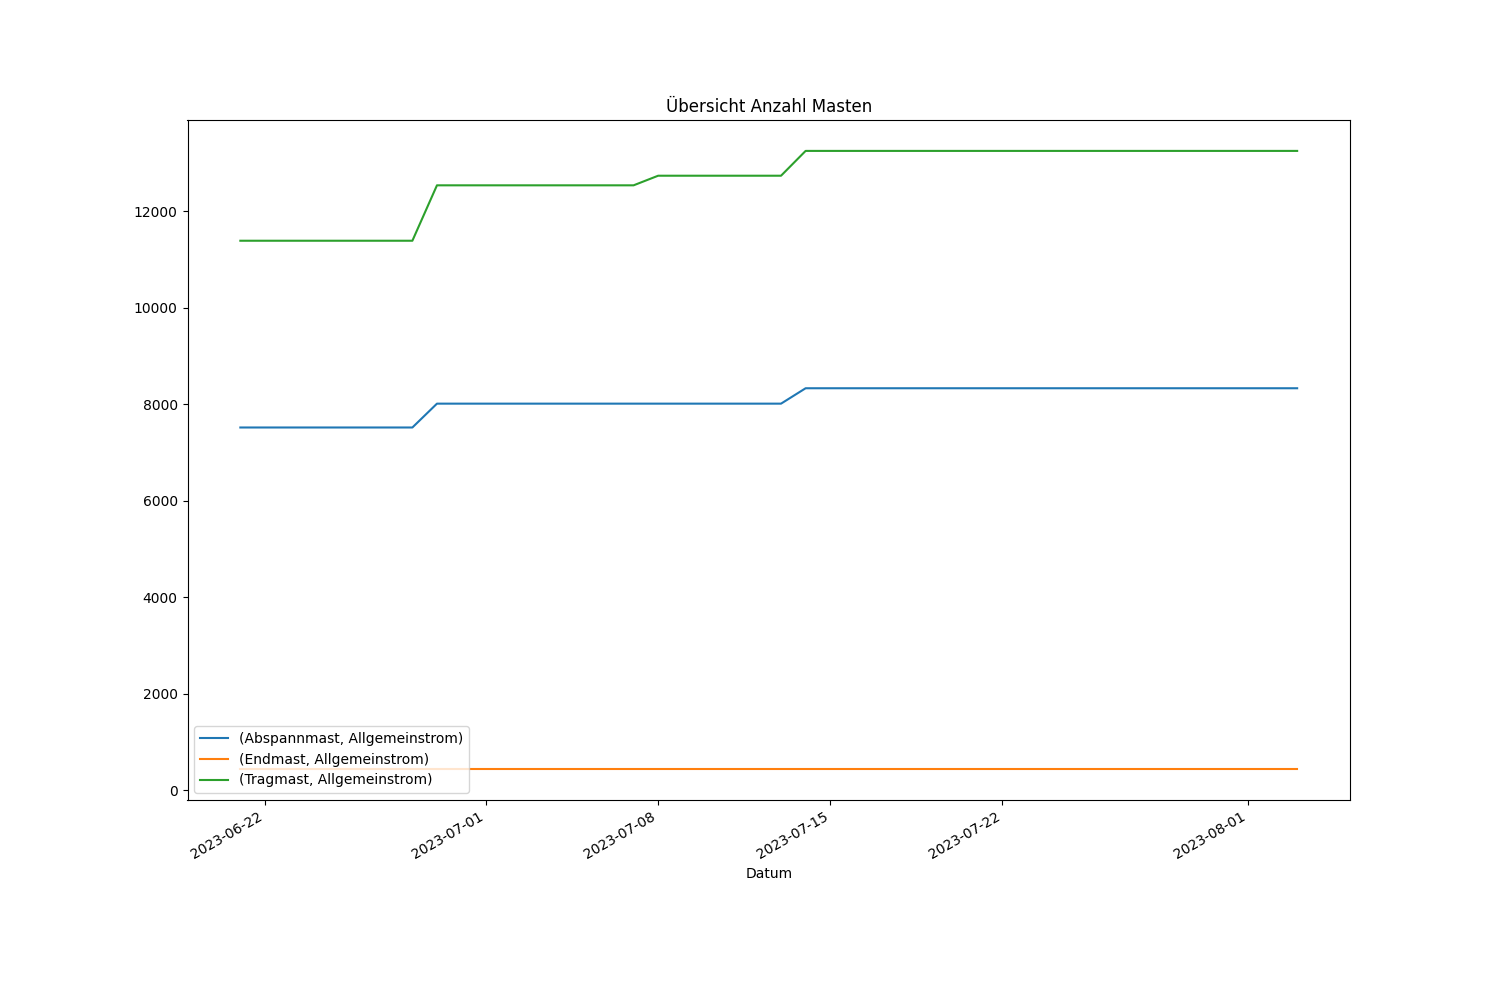 Übersicht Anzahl Masten
12000
10000
8000
6000
4000
2000
0
(Abspannmast, Allgemeinstrom)
(Endmast, Allgemeinstrom)
(Tragmast, Allgemeinstrom)
2023-06-22
2023-07-01
2023-07-08
2023-07-15
2023-07-22
2023-08-01
Datum